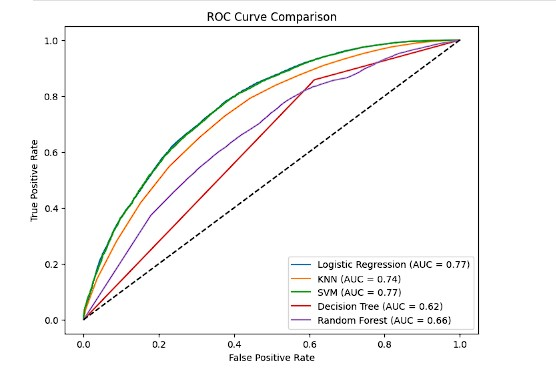 ROC Curve Comparison
True Positive Rate
1.0
0.8
0.6
0.4
0.2
0.0
Logistic Regression (AUC = 0.77)
KNN (AUC = 0.74)
SVM (AUC = 0.77)
Decision Tree (AUC = 0.62)
Random Forest (AUC = 0.66)
0.0 0.2 0.4 0.6 0.8 1.0
False Positive Rate